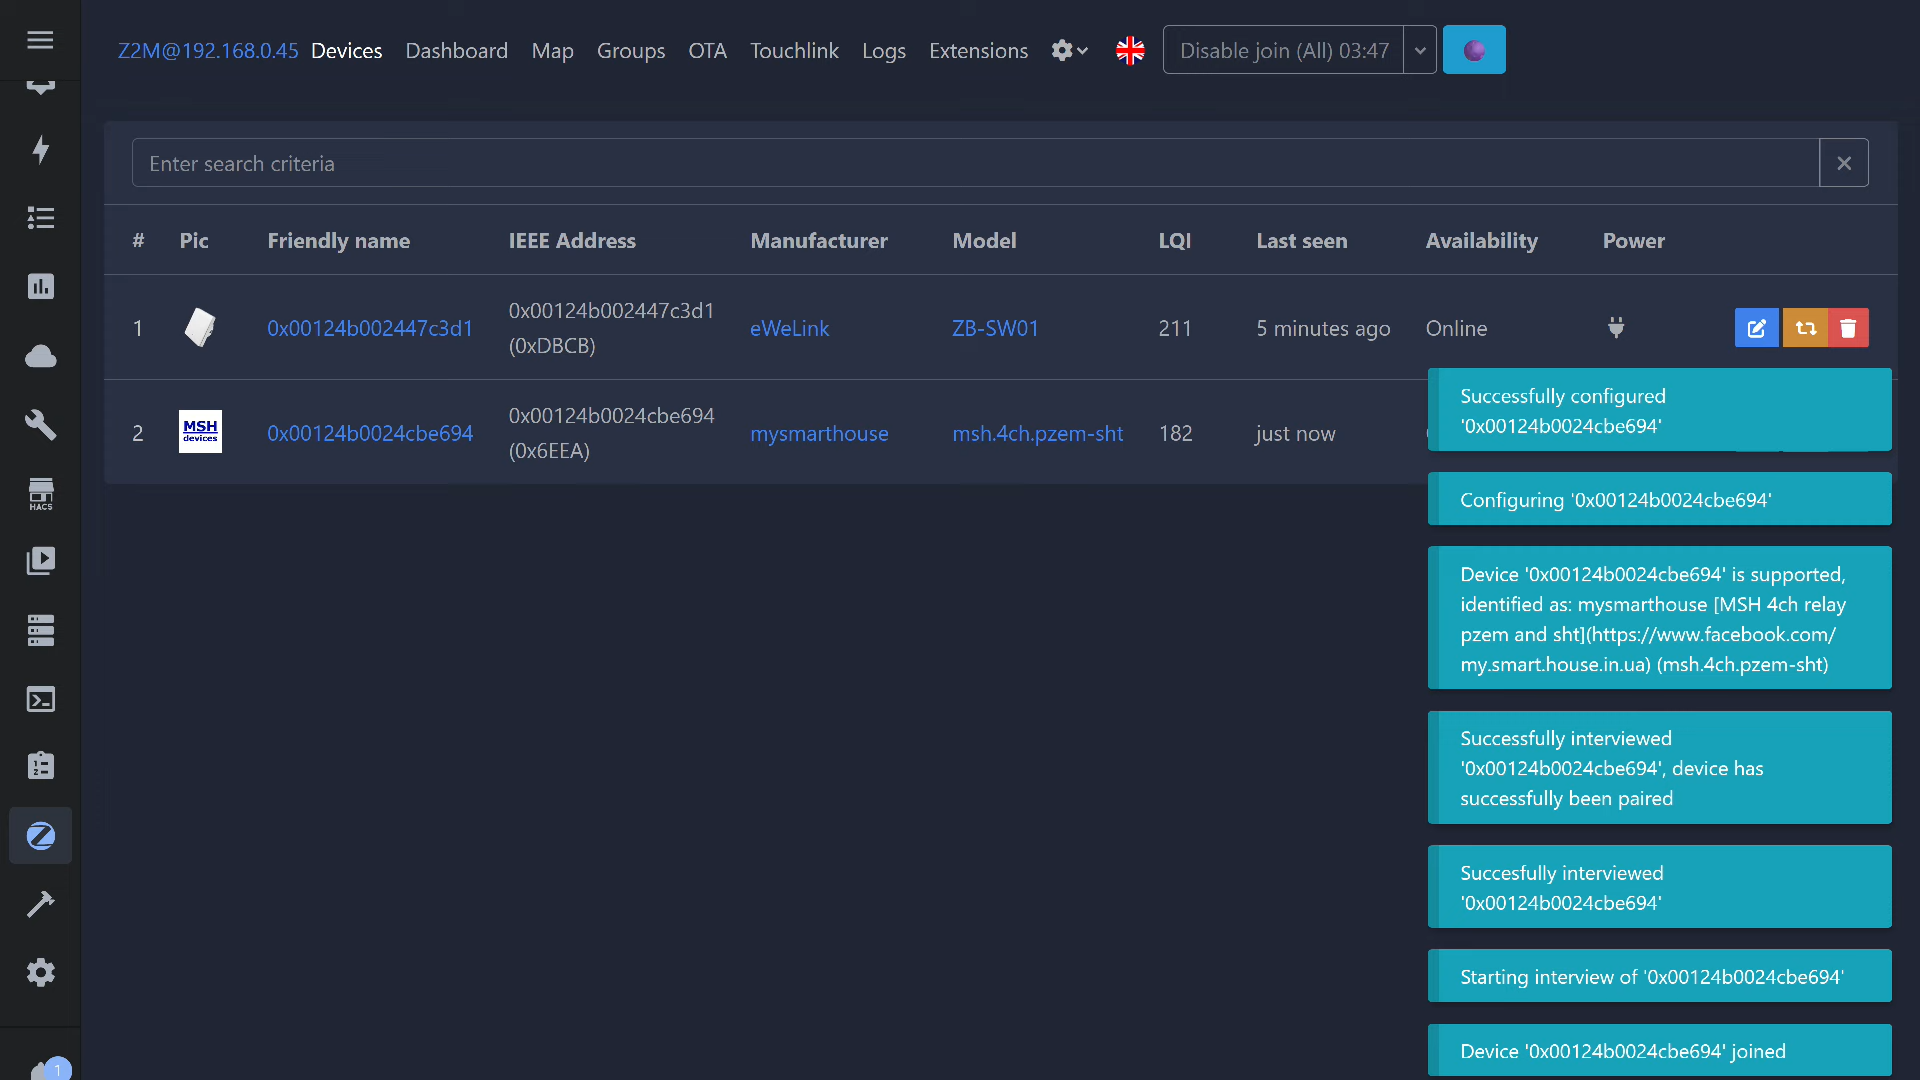 Z2M@192.168.0.45 Devices Dashboard Map Groups OTA Touchlink Logs Extensions Disable join (All) 03:47
Enter search criteria
# Pic Friendly name IEEE Address Manufacturer Model LQI Last seen Availability Power
1 0x00124b002447c3d1 0x00124b002447c3d1 (0xDBCB) eWeLink ZB-SW01 211 5 minutes ago Online
2 MSH devices 0x00124b0024cbe694 0x00124b0024cbe694 (0x6EEA) mysmarthouse msh.4ch.pzem-sht 182 just now
HACS
Successfully configured
'0x00124b0024cbe694'
Configuring '0x00124b0024cbe694'
Device '0x00124b0024cbe694' is supported,
identified as: mysmarthouse [MSH 4ch relay
pzem and sht](https://www.facebook.com/
my.smart.house.in.ua) (msh.4ch.pzem-sht)
Successfully interviewed
'0x00124b0024cbe694', device has
successfully been paired
Succesfully interviewed
'0x00124b0024cbe694'
Starting interview of '0x00124b0024cbe694'
Device '0x00124b0024cbe694' joined
1